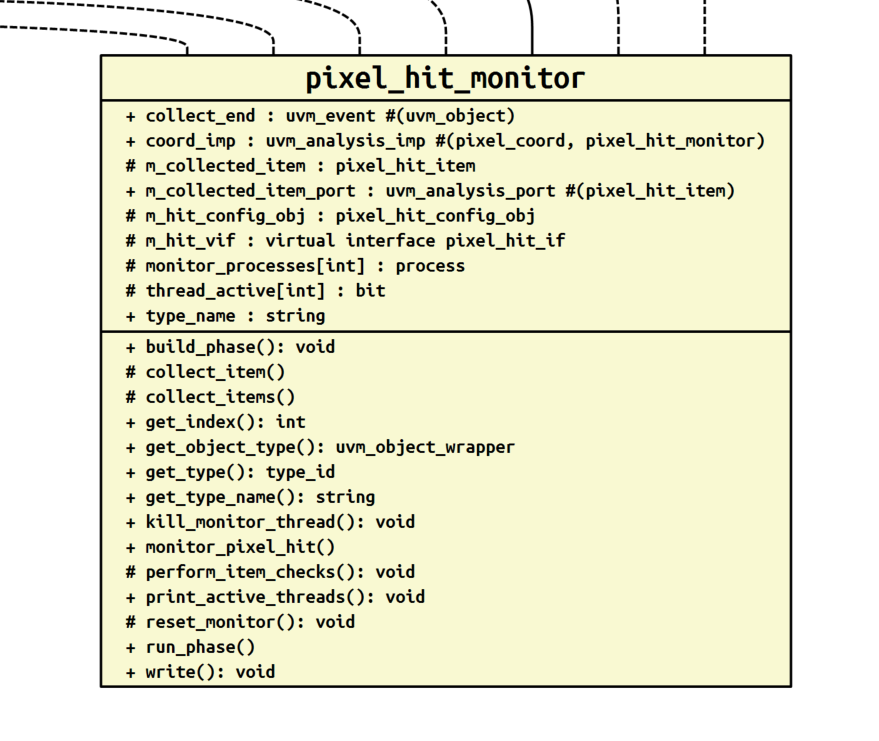 pixel_hit_monitor
+ collect_end : uvm_event #(uvm_object)
+ coord_imp : uvm_analysis_imp #(pixel_coord, pixel_hit_monitor)
# m_collected_item : pixel_hit_item
+ m_collected_item_port : uvm_analysis_port #(pixel_hit_item)
# m_hit_config_obj : pixel_hit_config_obj
# m_hit_vif : virtual interface pixel_hit_if
# monitor_processes[int] : process
# thread_active[int] : bit
+ type_name : string
+ build_phase(): void
# collect_item()
# collect_items()
+ get_index(): int
+ get_object_type(): uvm_object_wrapper
+ get_type(): type_id
+ get_type_name(): string
+ kill_monitor_thread(): void
+ monitor_pixel_hit()
# perform_item_checks(): void
+ print_active_threads(): void
# reset_monitor(): void
+ run_phase()
+ write(): void